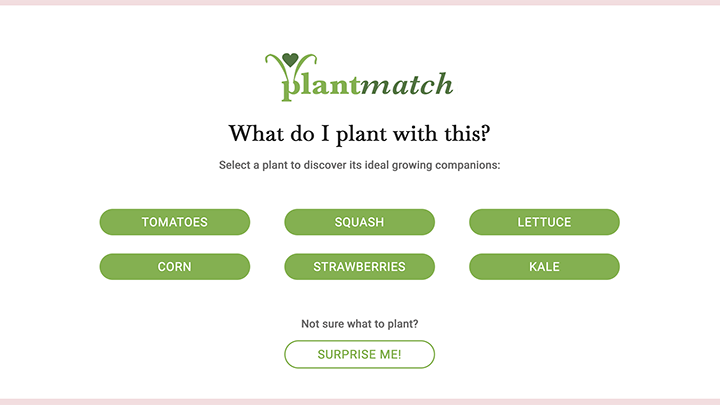 plantmatch
What do I plant with this?
Select a plant to discover its ideal growing companions:
TOMATOES
SQUASH
LETTUCE
CORN
STRAWBERRIES
KALE
Not sure what to plant?
SURPRISE ME!